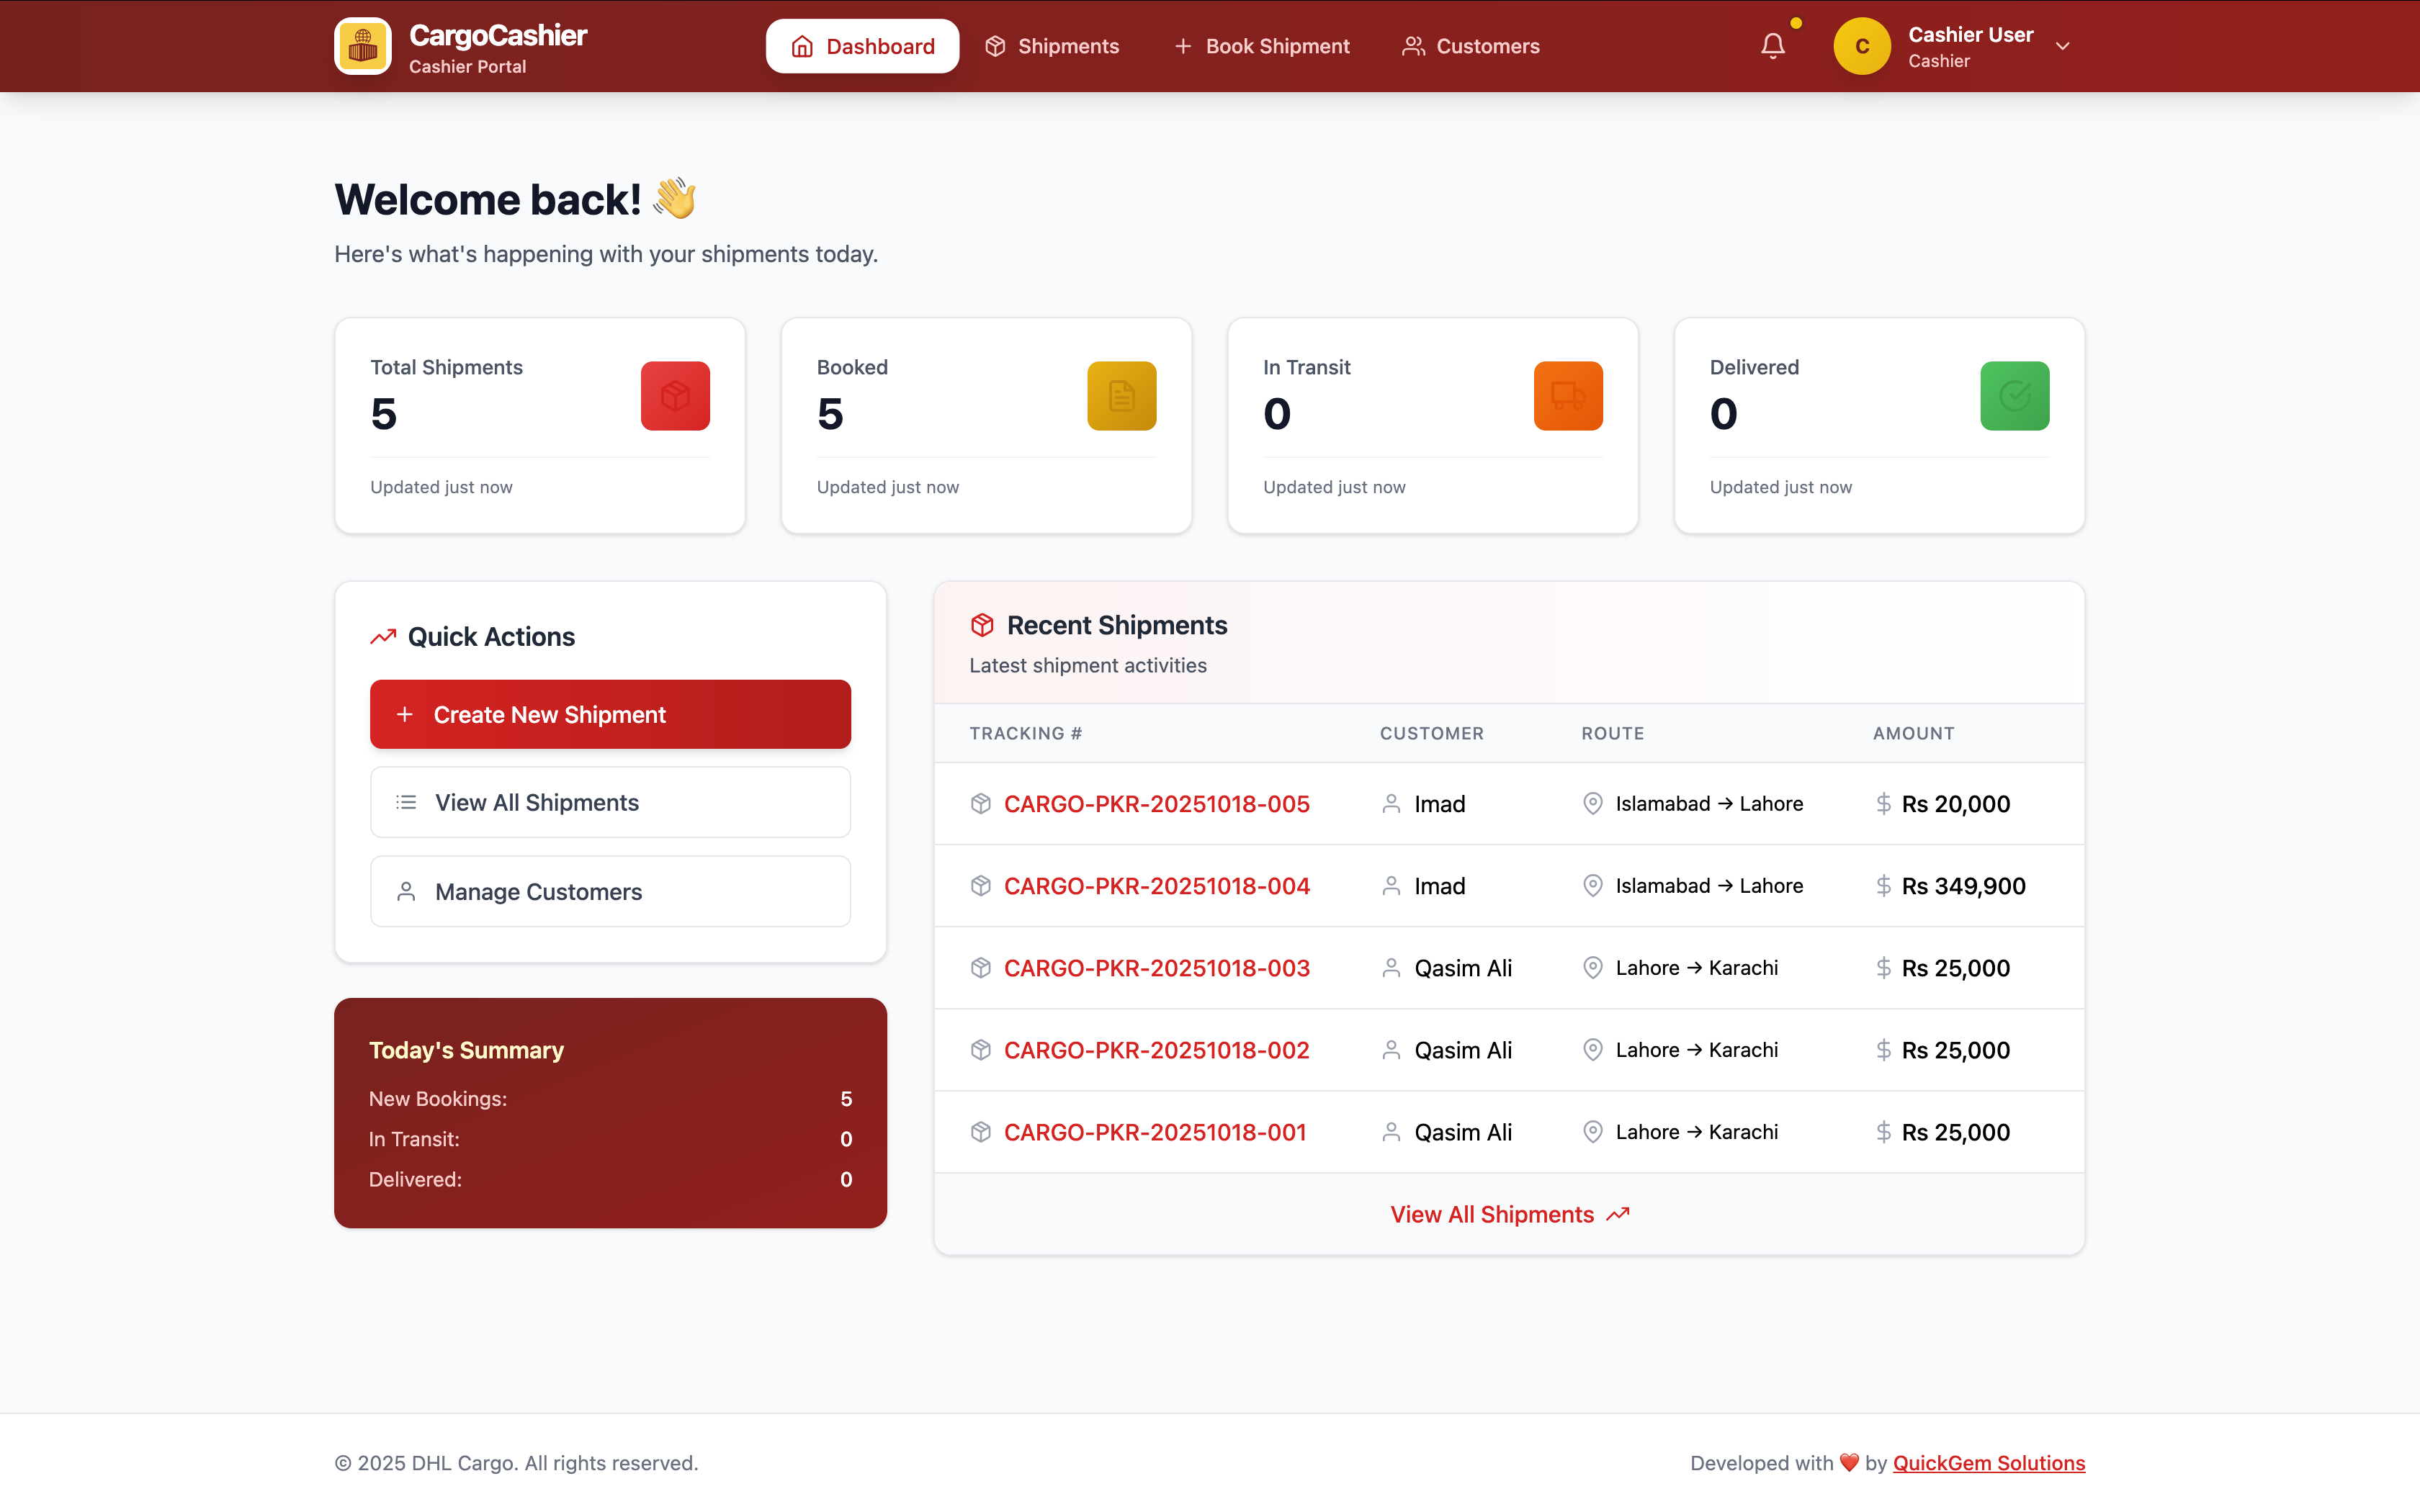 CargoCashier
Cashier Portal
Dashboard
Shipments
Book Shipment
Customers
C
Cashier User
Cashier
Welcome back! 👋
Here's what's happening with your shipments today.
Total Shipments
5
Updated just now
Booked
5
Updated just now
In Transit
0
Updated just now
Delivered
0
Updated just now
Quick Actions
Create New Shipment
View All Shipments
Manage Customers
Today's Summary
New Bookings: 5
In Transit: 0
Delivered: 0
Recent Shipments
Latest shipment activities
TRACKING # CUSTOMER ROUTE AMOUNT
CARGO-PKR-20251018-005 Imad Islamabad → Lahore $ Rs 20,000
CARGO-PKR-20251018-004 Imad Islamabad → Lahore $ Rs 349,900
CARGO-PKR-20251018-003 Qasim Ali Lahore → Karachi $ Rs 25,000
CARGO-PKR-20251018-002 Qasim Ali Lahore → Karachi $ Rs 25,000
CARGO-PKR-20251018-001 Qasim Ali Lahore → Karachi $ Rs 25,000
View All Shipments
© 2025 DHL Cargo. All rights reserved.
Developed with ❤️ by QuickGem Solutions